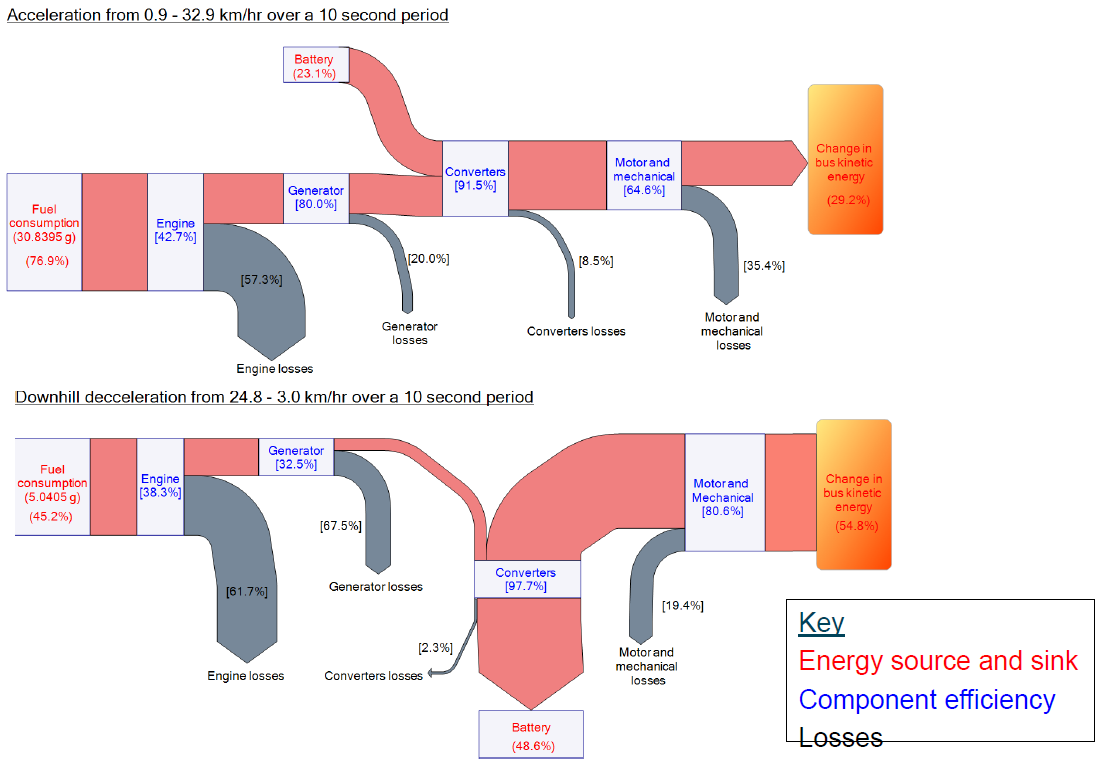 Acceleration from 0.9 - 32.9 km/hr over a 10 second period
Battery
(23.1%)
Fuel
consumption
(30.8395 g)
(76.9%)
Engine
[42.7%]
Generator
[80.0%]
Converters
[91.5%]
Motor and
mechanical
[64.6%]
Change in
bus kinetic
energy
(29.2%)
[57.3%]
[20.0%]
[8.5%]
[35.4%]
Engine losses
Generator
losses
Converters losses
Motor and
mechanical
losses
Downhill decceleration from 24.8 - 3.0 km/hr over a 10 second period
Fuel
consumption
(5.0405 g)
(45.2%)
Engine
[38.3%]
Generator
[32.5%]
Motor and
Mechanical
[80.6%]
Change in
bus kinetic
energy
(54.8%)
[67.5%]
Generator losses
[61.7%]
Engine losses
Converters
[97.7%]
[2.3%]
Converters losses
[19.4%]
Motor and
mechanical
losses
Battery
(48.6%)
Key
Energy source and sink
Component efficiency
Losses